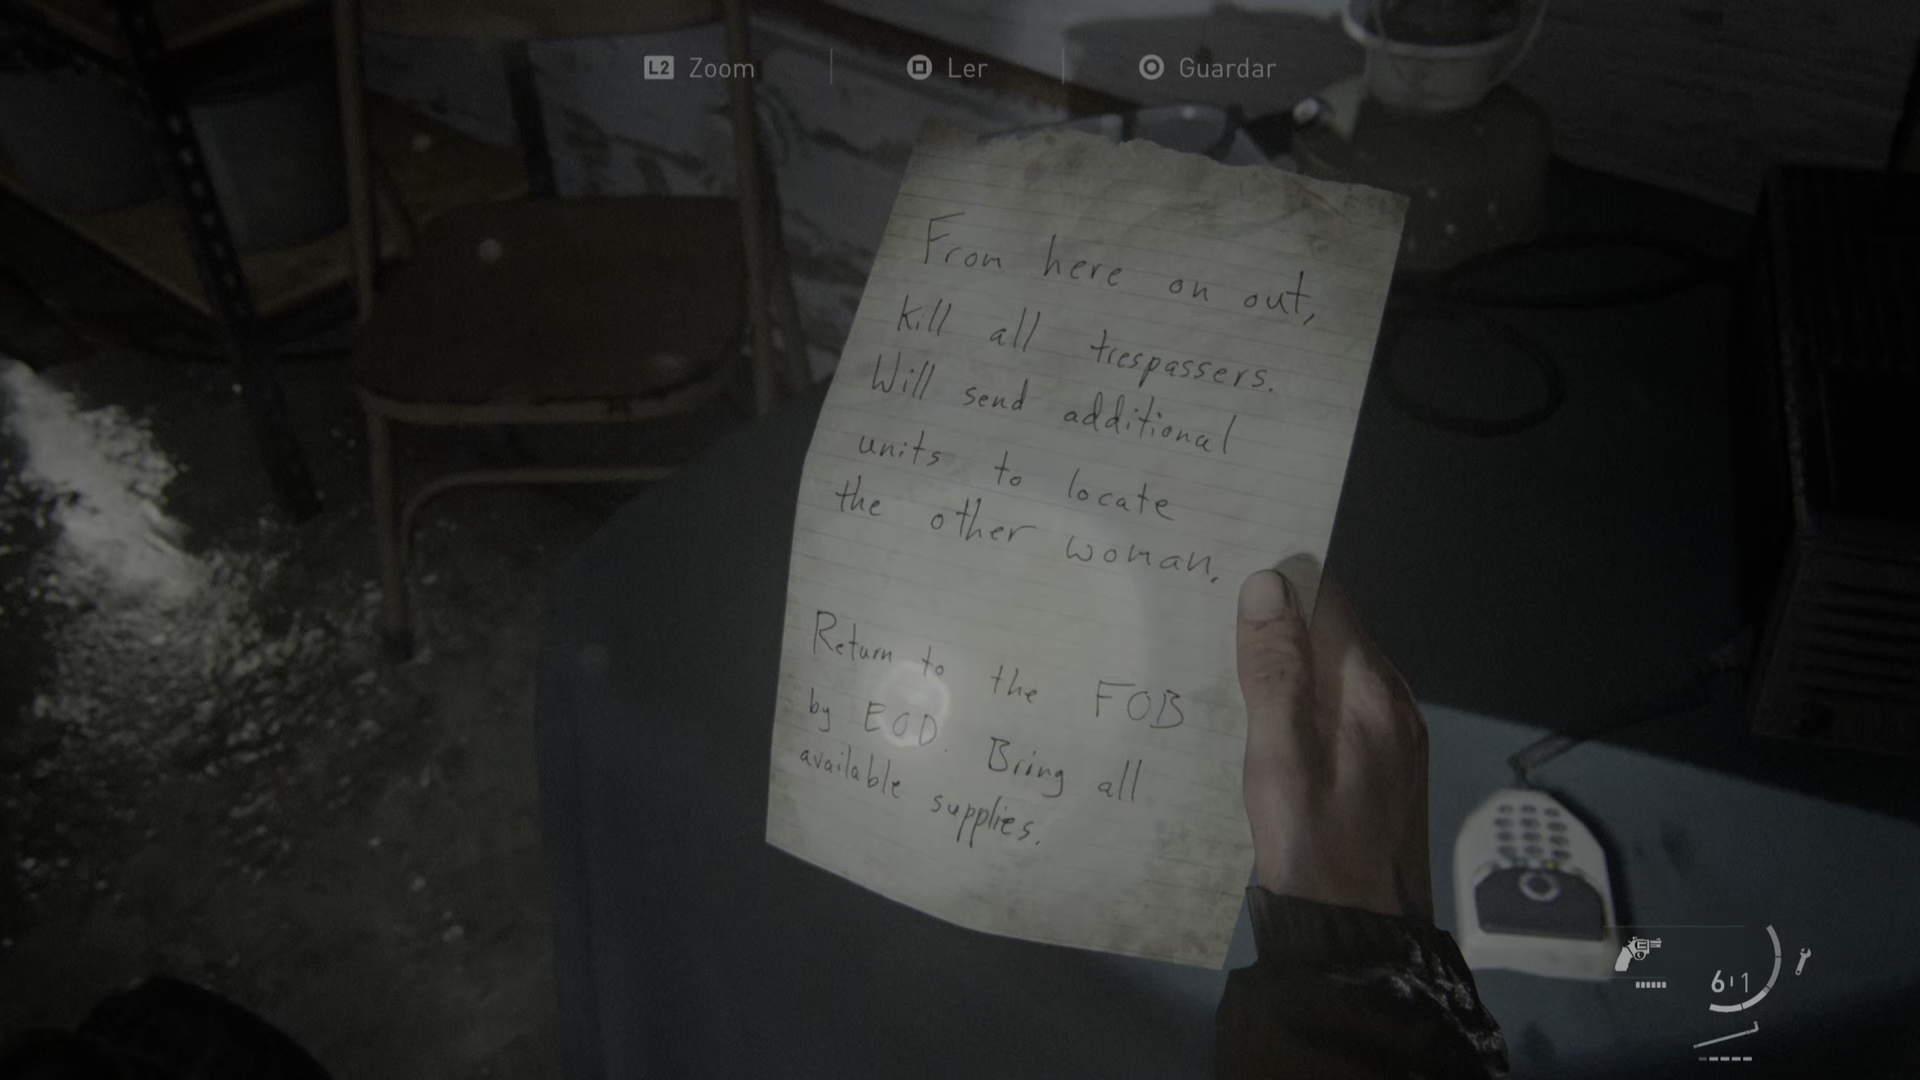 L2 Zoom Ler Guardar
From here on out,
kill all trespassers.
Will send additional
units to locate
the other woman.
Return to the FOB
by EOD. Bring all
available supplies.
6 1